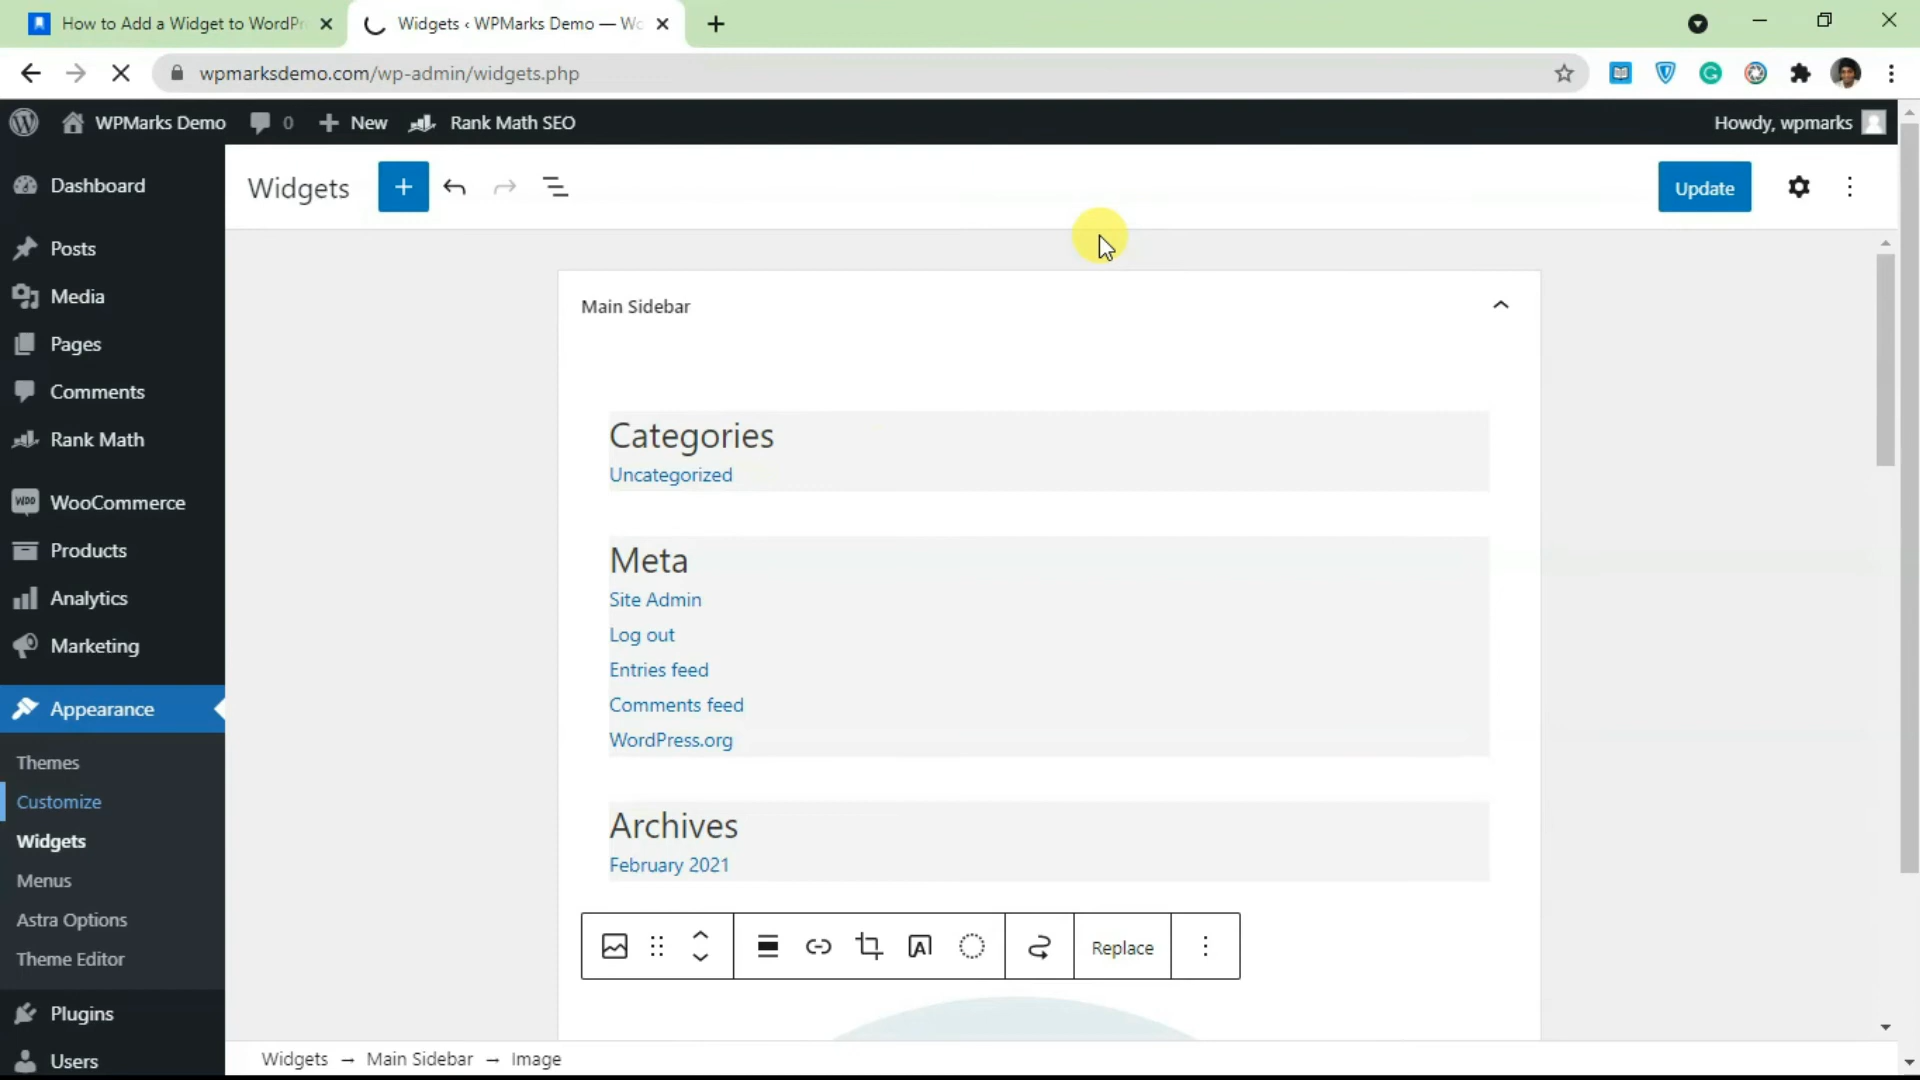 How to Add a Widget to WordPr
Widgets ‹ WPMarks Demo — Wo
wpmarksdemo.com/wp-admin/widgets.php
WPMarks Demo
0
New
Rank Math SEO
Howdy, wpmarks
Dashboard
Posts
Media
Pages
Comments
Rank Math
WooCommerce
Products
Analytics
Marketing
Appearance
Themes
Customize
Widgets
Menus
Astra Options
Theme Editor
Plugins
Users
Widgets
Update
Main Sidebar
Categories
Uncategorized
Meta
Site Admin
Log out
Entries feed
Comments feed
WordPress.org
Archives
February 2021
Replace
Widgets → Main Sidebar → Image